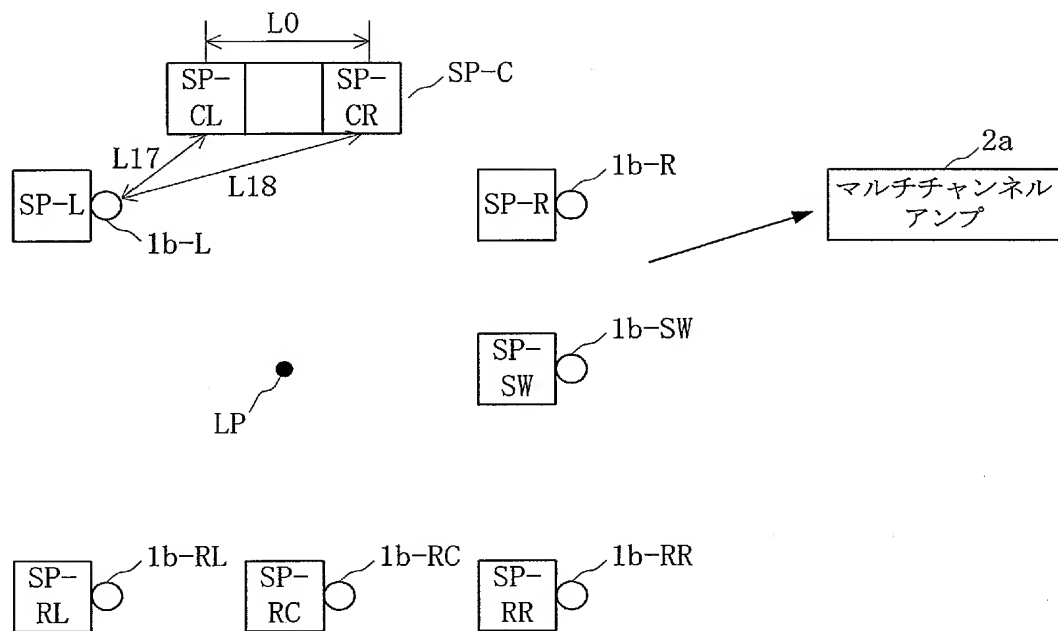 L0
SP-
CL
SP-
CR
SP-C
L17
L18
SP-L
1b-L
SP-R
1b-R
2a
マルチチャンネル
アンプ
SP-
SW
1b-SW
LP
SP-
RL
1b-RL
SP-
RC
1b-RC
SP-
RR
1b-RR